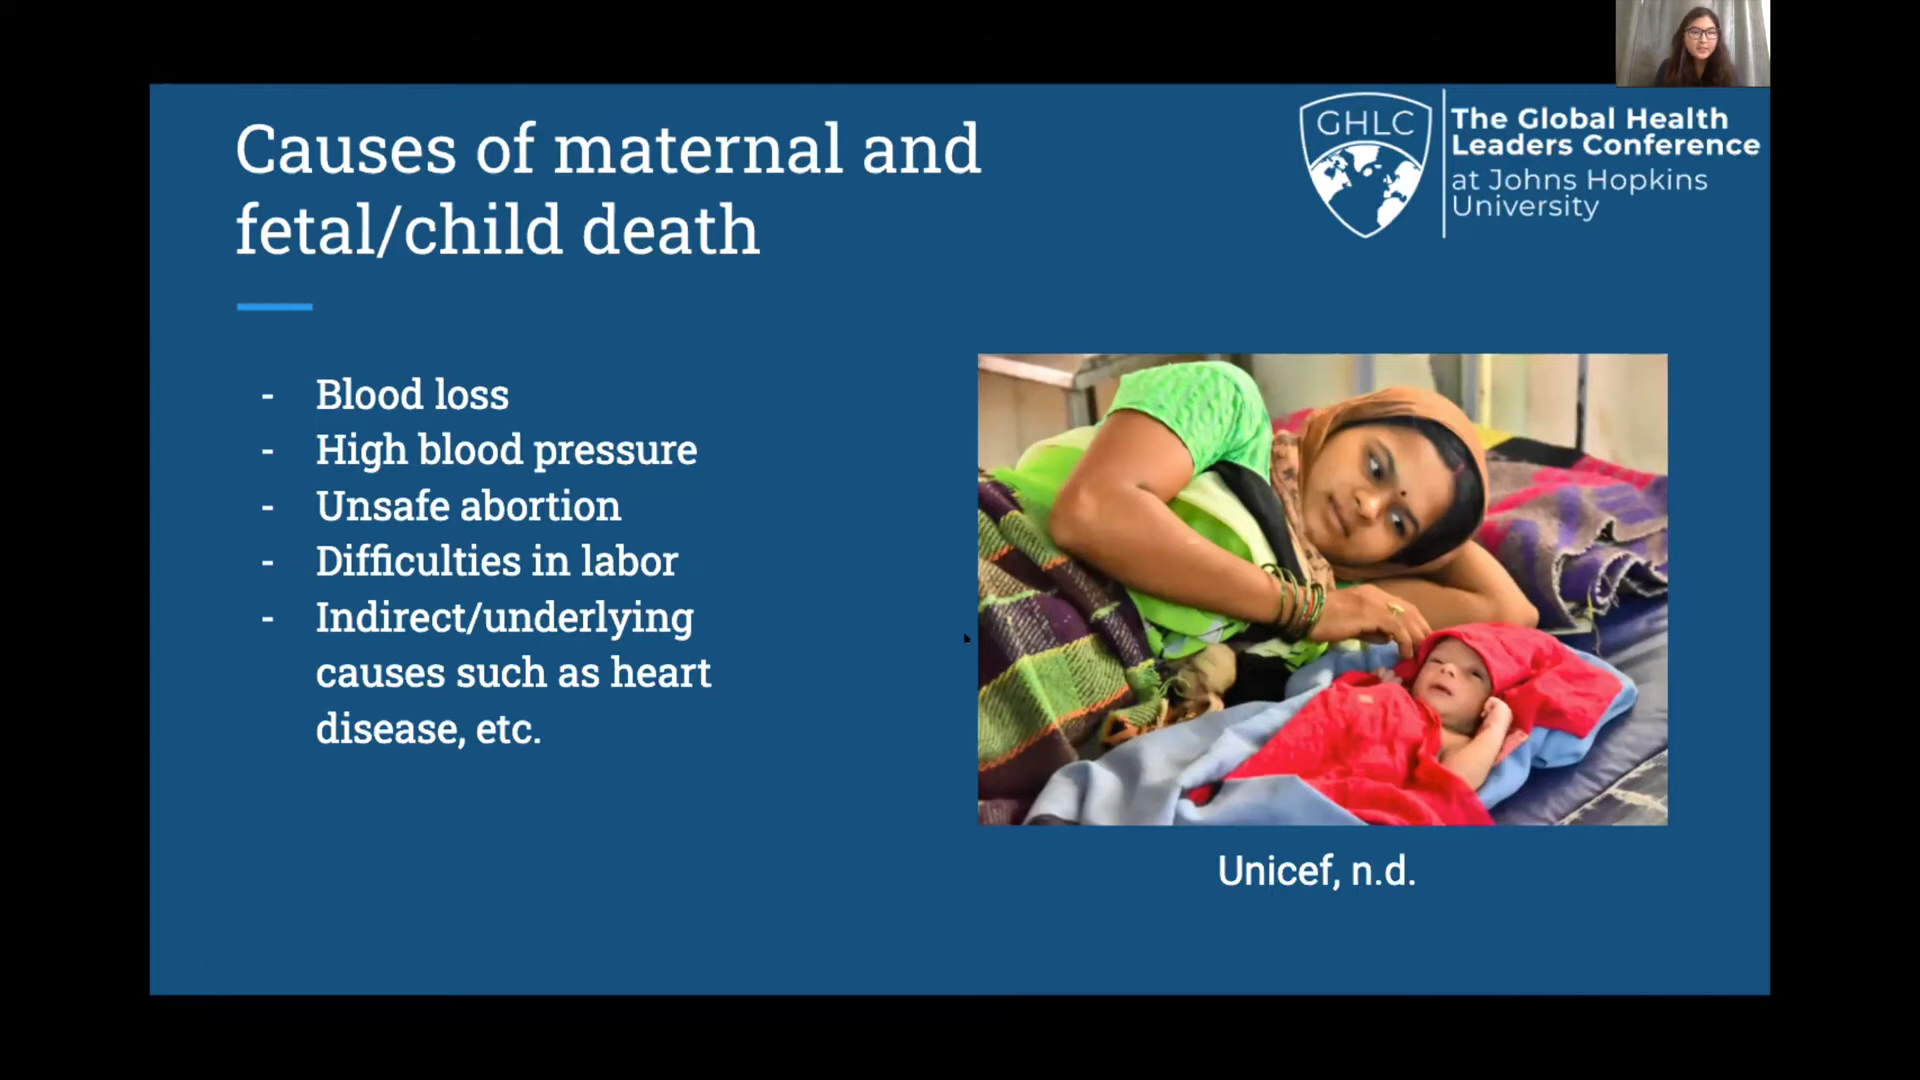 Causes of maternal and
fetal/child death
GHLC
The Global Health
Leaders Conference
at Johns Hopkins
University
- Blood loss
- High blood pressure
- Unsafe abortion
- Difficulties in labor
- Indirect/underlying
causes such as heart
disease, etc.
Unicef, n.d.